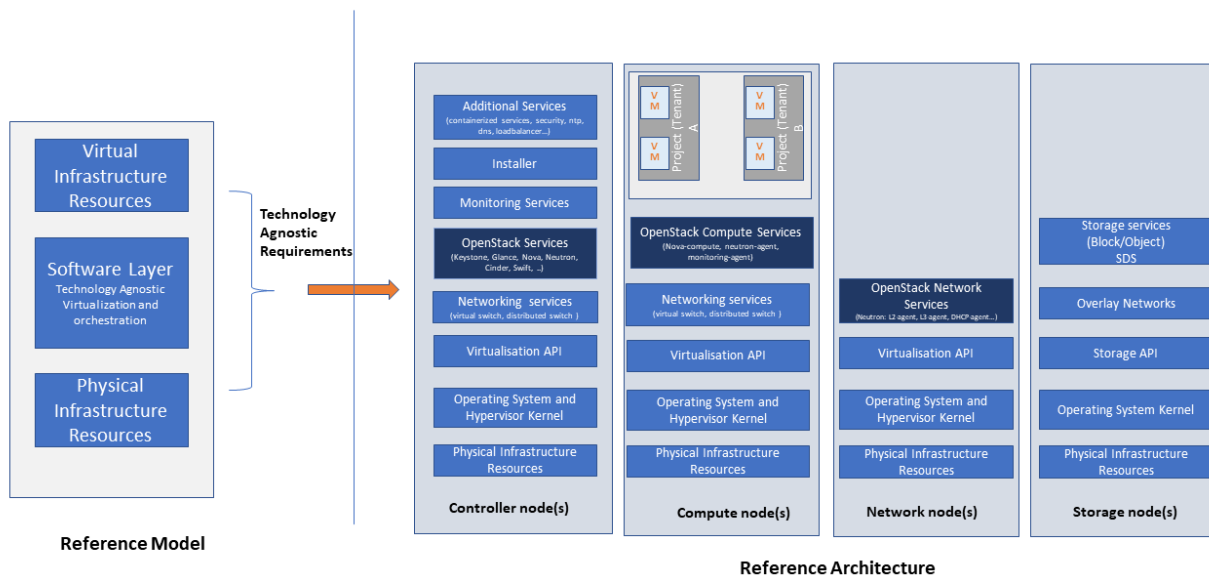 Virtual
Infrastructure
Resources
Software Layer
Technology Agnostic
Virtualization and
orchestration
Physical
Infrastructure
Resources
Reference Model
Technology
Agnostic
Requirements
Additional Services
(containerized services, security, ntp,
dns, loadbalancer...)
Installer
Monitoring Services
OpenStack Services
(Keystone, Glance, Nova, Neutron,
Cinder, Swift, ..)
Networking services
(virtual switch, distributed switch )
Virtualisation API
Operating System and
Hypervisor Kernel
Physical Infrastructure
Resources
Controller node(s)
V
M
V
M
Project (Tenant)
A
V
M
V
M
Project (Tenant)
B
OpenStack Compute Services
(Nova-compute, neutron-agent,
monitoring-agent)
Networking services
(virtual switch, distributed switch )
Virtualisation API
Operating System and
Hypervisor Kernel
Physical Infrastructure
Resources
Compute node(s)
OpenStack Network
Services
(Neutron: L2 agent, L3 agent, DHCP agent...)
Virtualisation API
Operating System and
Hypervisor Kernel
Physical Infrastructure
Resources
Network node(s)
Storage services
(Block/Object)
SDS
Overlay Networks
Storage API
Operating System Kernel
Physical Infrastructure
Resources
Storage node(s)
Reference Architecture